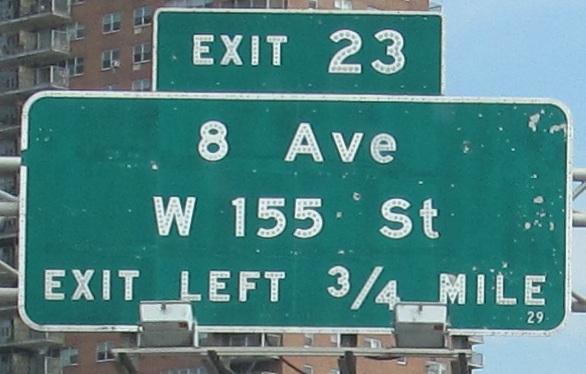 EXIT 23
8 Ave
W 155 St
EXIT LEFT 3/4 MILE
29